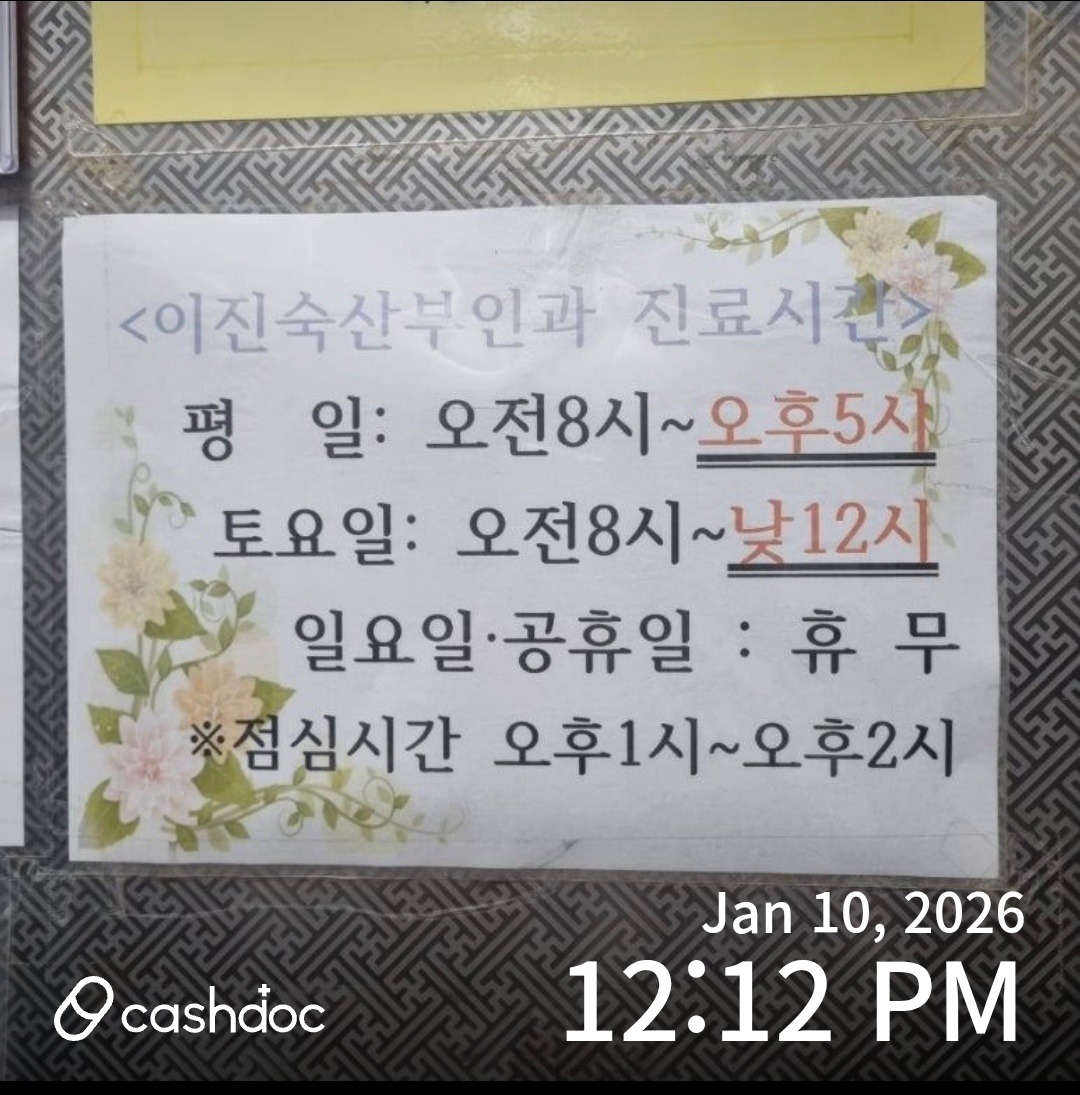 <이진숙산부인과 진료시간>
평 일: 오전8시~오후5시
토요일: 오전8시~낮12시
일요일·공휴일 : 휴 무
※점심시간 오후1시~오후2시
Jan 10, 2026
cashdoc
12:12 PM